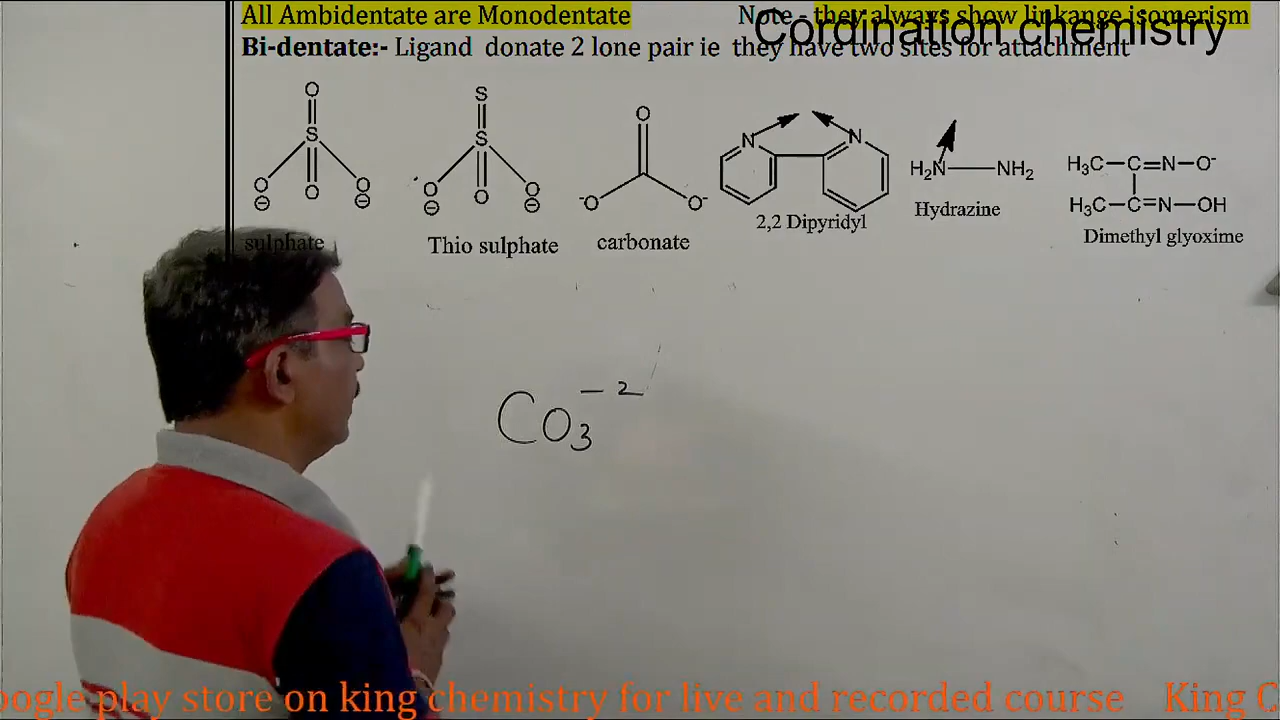 All Ambidentate are Monodentate Note - they always show linkange isomerism
Cordination chemistry
Bi-dentate:- Ligand donate 2 lone pair ie they have two sites for attachment
O
S
O
O
O
⊖
⊖
sulphate
S
S
O
O
O
⊖
⊖
Thio sulphate
O
⁻O
O⁻
carbonate
N
N
2,2 Dipyridyl
H₂N—NH₂
Hydrazine
H₃C—C=N—O⁻
H₃C—C=N—OH
Dimethyl glyoxime
CO₃⁻²
oogle play store on king chemistry for live and recorded course King C